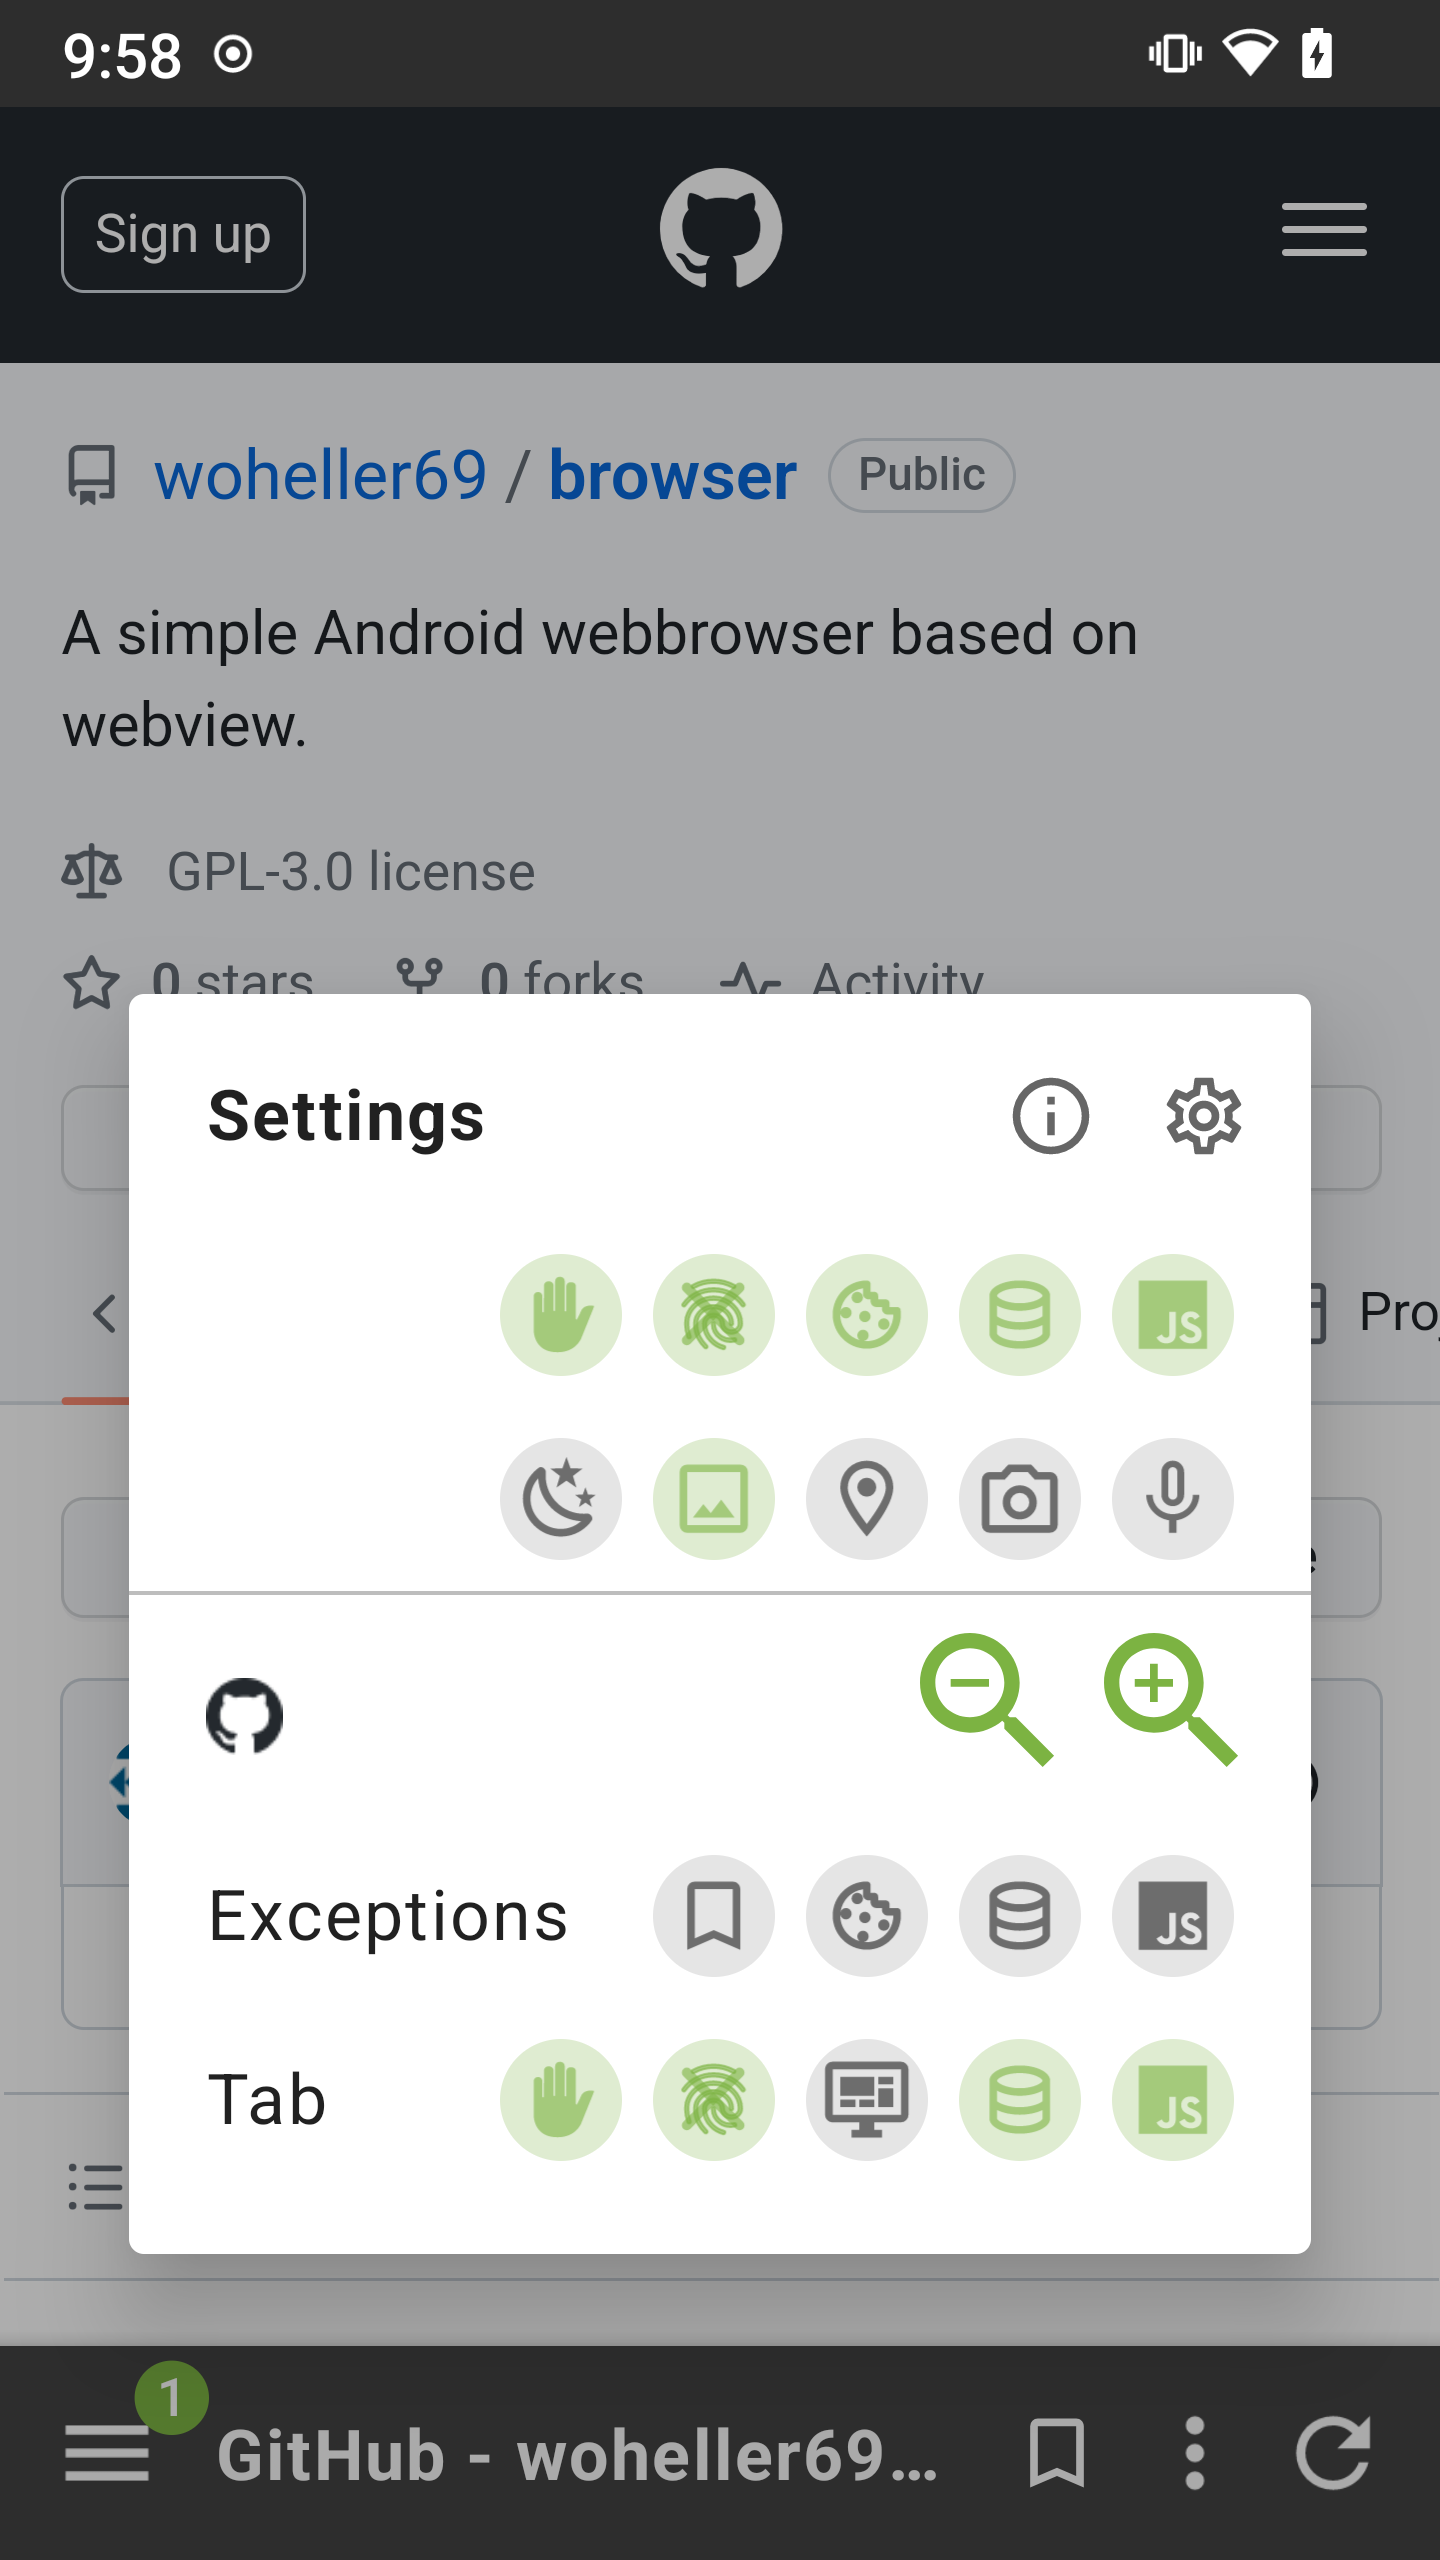 9:58
Sign up
woheller69 / browser Public
A simple Android webbrowser based on
webview.
GPL-3.0 license
0 stars 0 forks Activity
Settings
JS
Exceptions JS
Tab JS
1
GitHub - woheller69...